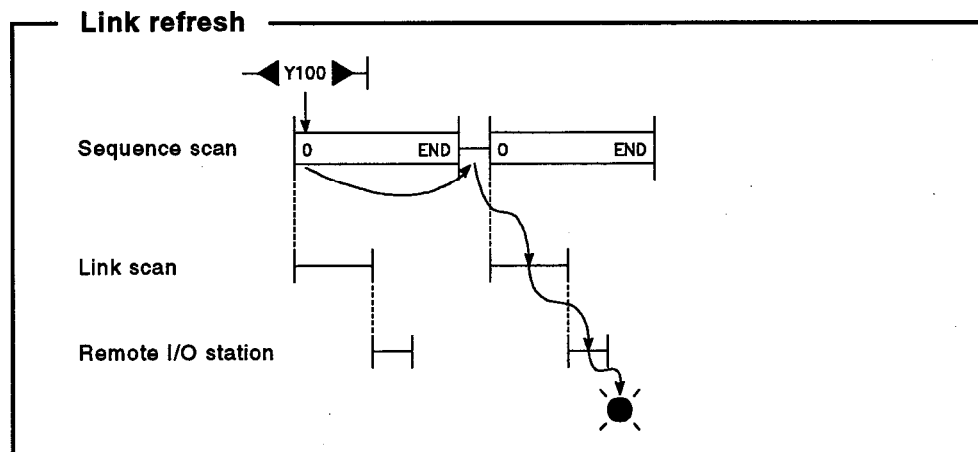 Link refresh
Y100
Sequence scan
0 END 0 END
Link scan
Remote I/O station